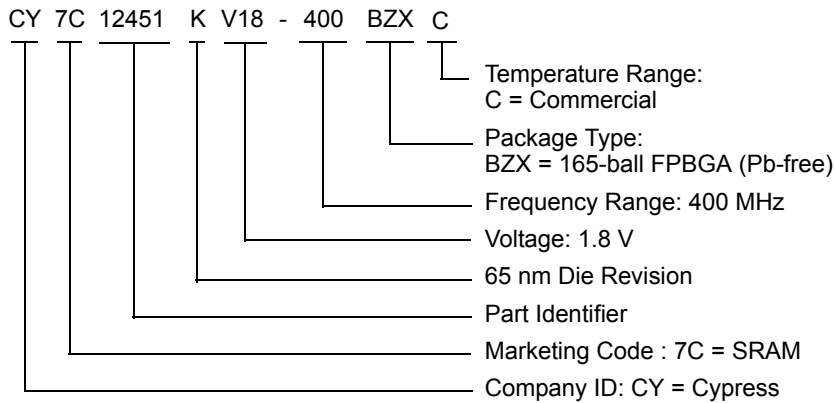 CY 7C 12451 K V18 - 400 BZX C
Temperature Range:
C = Commercial
Package Type:
BZX = 165-ball FPBGA (Pb-free)
Frequency Range: 400 MHz
Voltage: 1.8 V
65 nm Die Revision
Part Identifier
Marketing Code : 7C = SRAM
Company ID: CY = Cypress